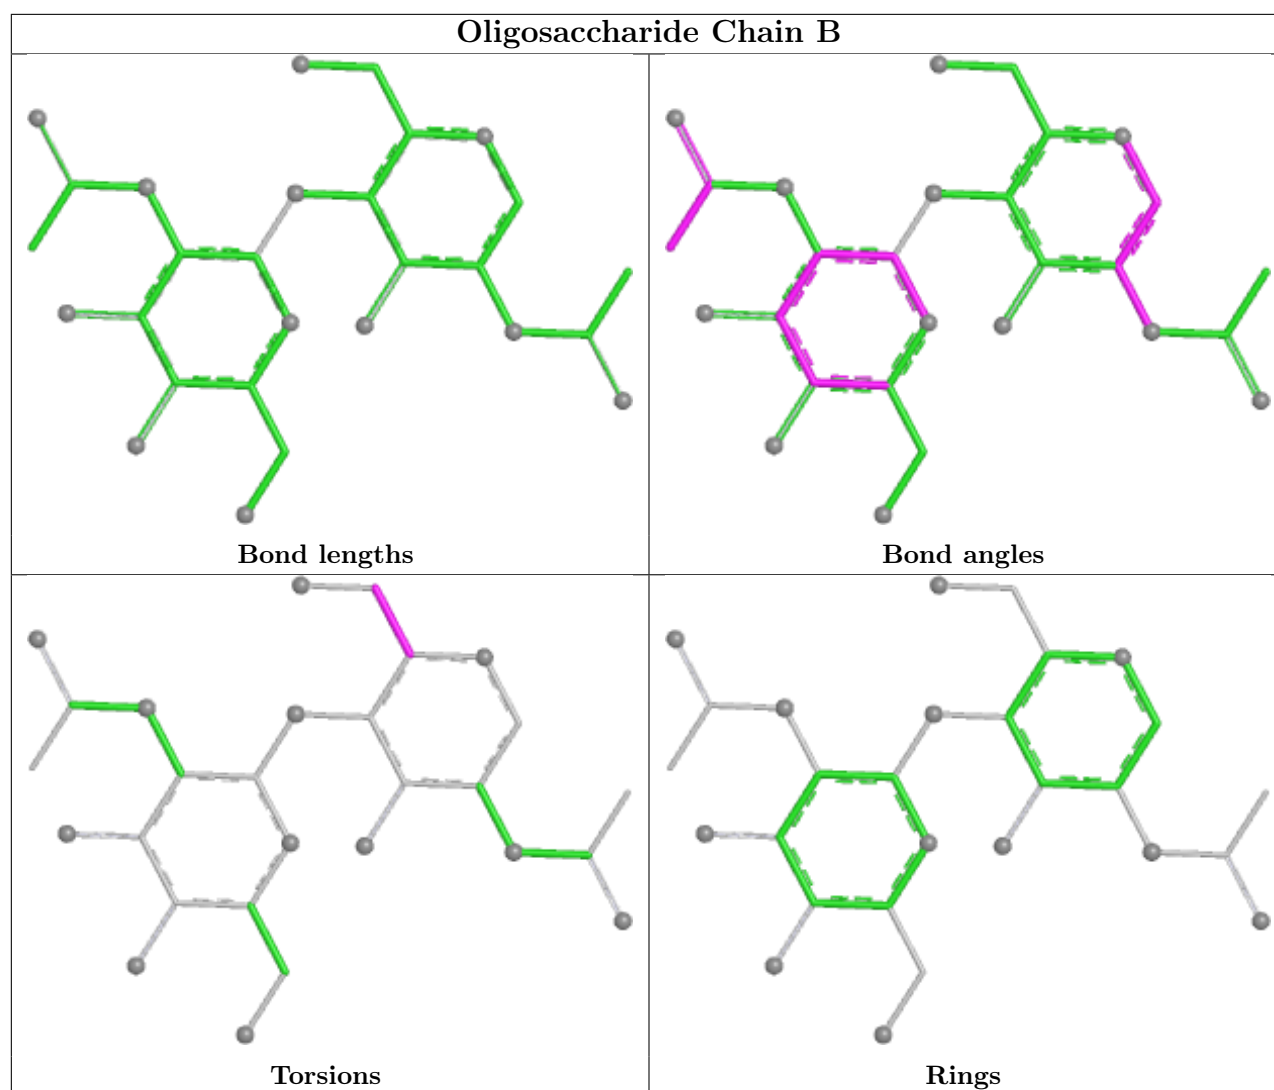 Oligosaccharide Chain B
Bond lengths
Bond angles
Torsions
Rings